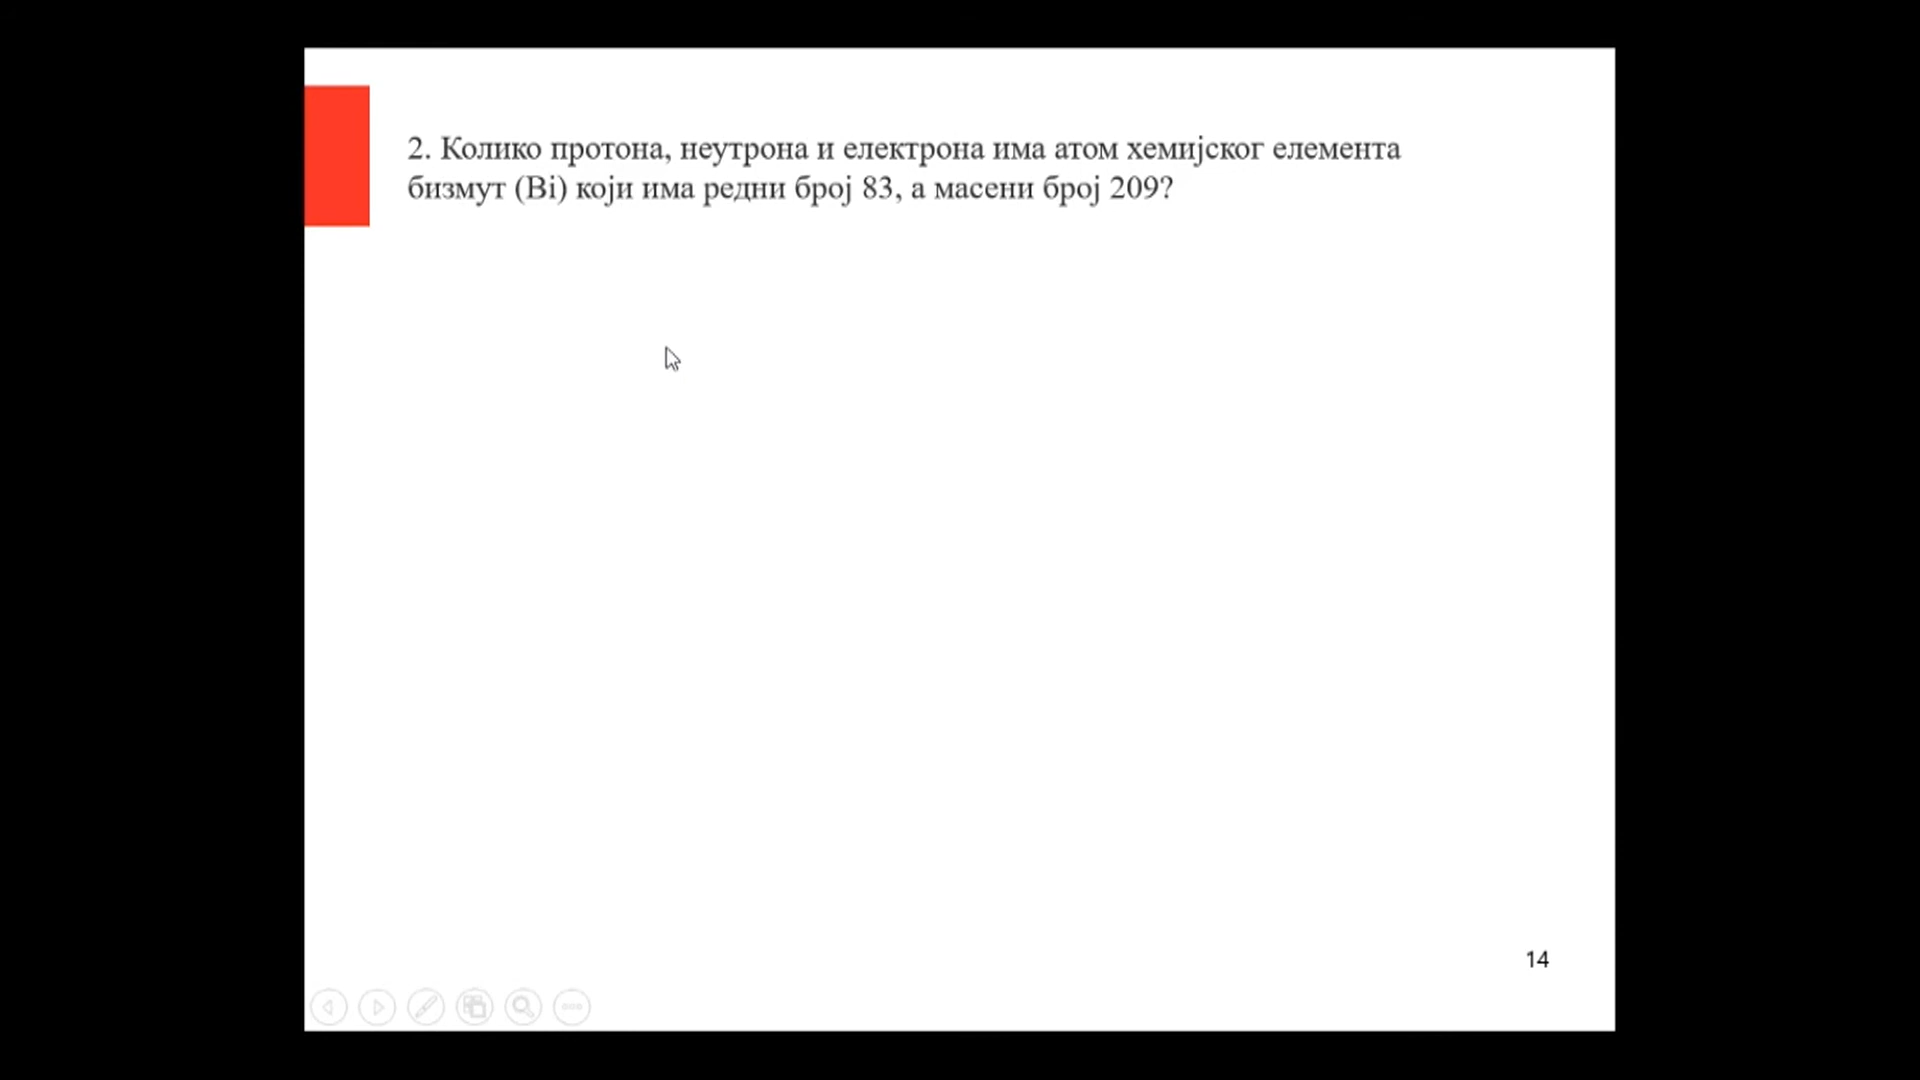 2. Колико протона, неутрона и електрона има атом хемијског елемента
бизмут (Bi) који има редни број 83, а масени број 209?
14